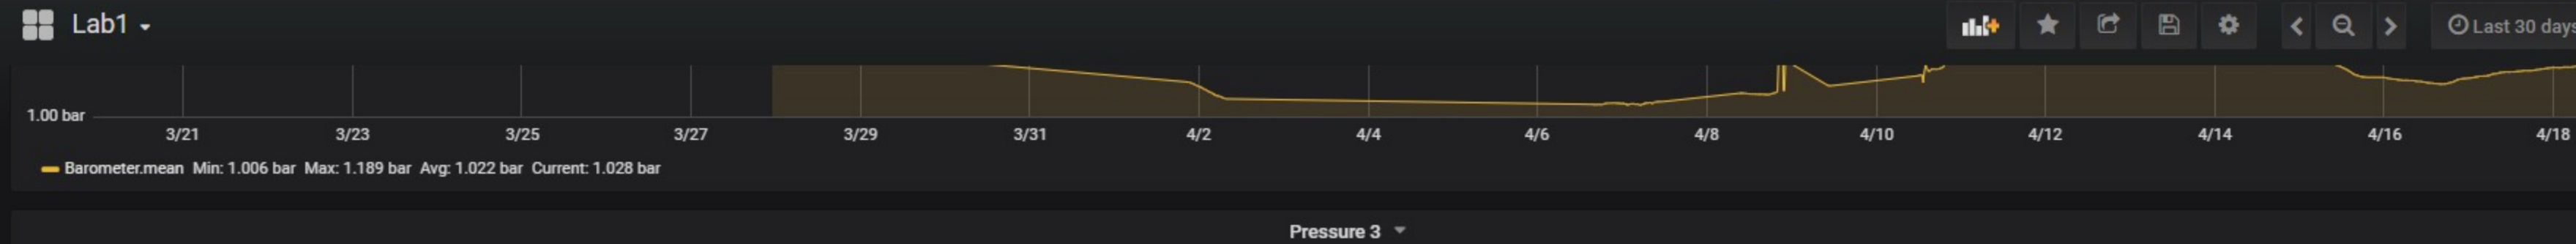 Lab1
Last 30 days
1.00 bar
3/21 3/23 3/25 3/27 3/29 3/31 4/2 4/4 4/6 4/8 4/10 4/12 4/14 4/16 4/18
Barometer.mean Min: 1.006 bar Max: 1.189 bar Avg: 1.022 bar Current: 1.028 bar
Pressure 3